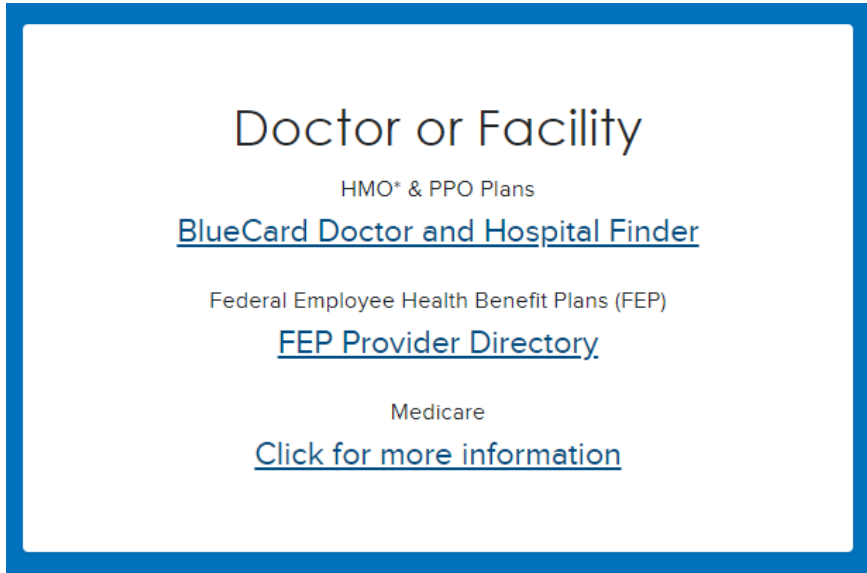 Doctor or Facility
HMO* & PPO Plans
BlueCard Doctor and Hospital Finder
Federal Employee Health Benefit Plans (FEP)
FEP Provider Directory
Medicare
Click for more information